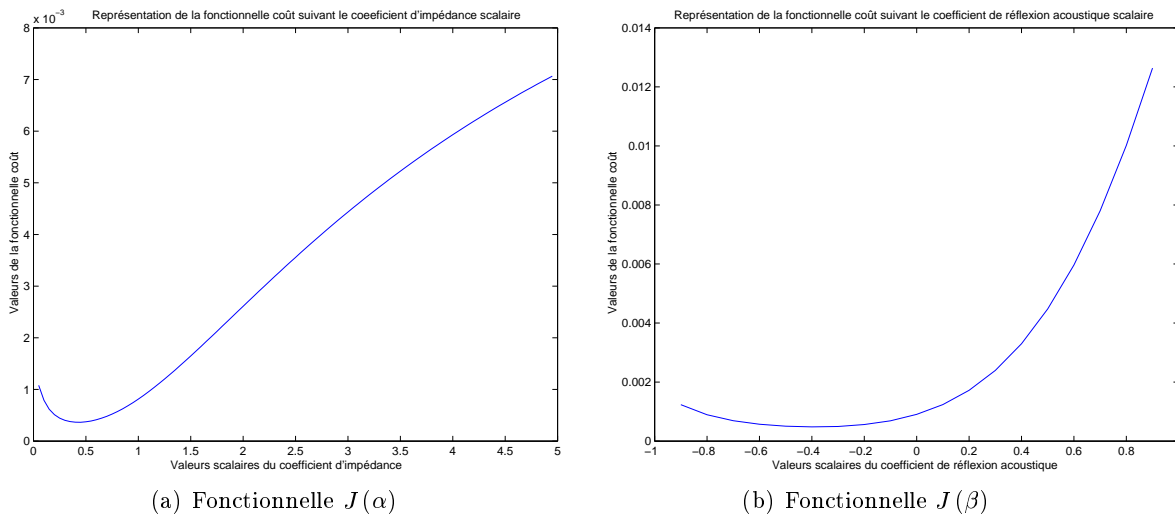 Représentation de la fonctionnelle coût suivant le coeeficient d'impédance scalaire
x 10⁻³
8
7
6
5
4
3
2
1
0
Valeurs de la fonctionnelle coût
0 0.5 1 1.5 2 2.5 3 3.5 4 4.5 5
Valeurs scalaires du coefficient d'impédance
(a) Fonctionnelle J(α)
Représentation de la fonctionnelle coût suivant le coefficient de réflexion acoustique scalaire
0.014
0.012
0.01
0.008
0.006
0.004
0.002
0
Valeurs de la fonctionnelle coût
−1 −0.8 −0.6 −0.4 −0.2 0 0.2 0.4 0.6 0.8
Valeurs scalaires du coefficient de réflexion acoustique
(b) Fonctionnelle J(β)